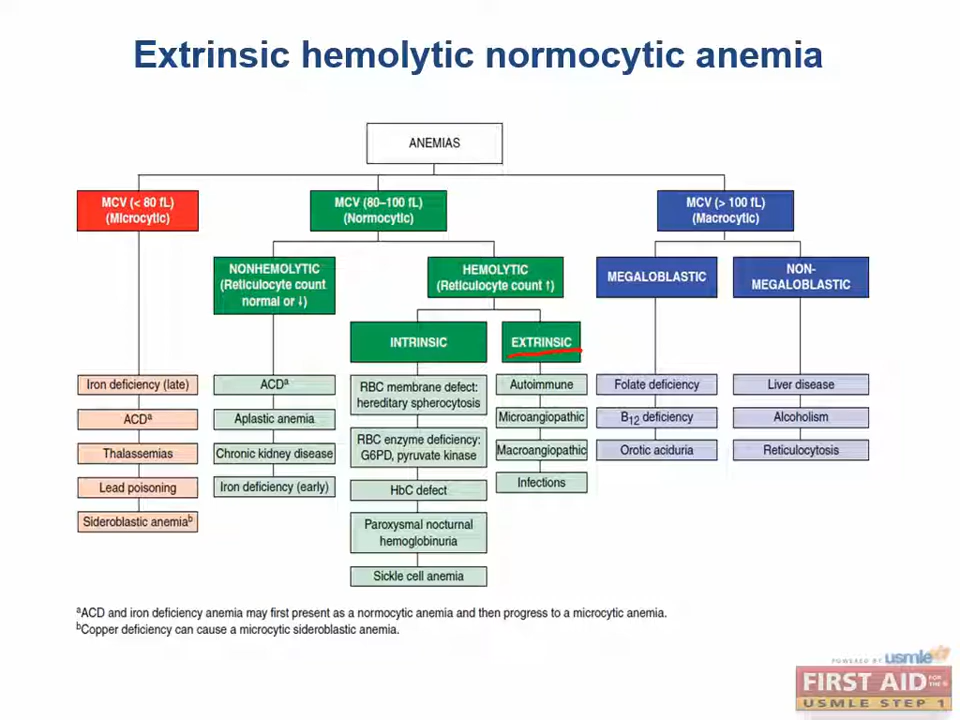 Extrinsic hemolytic normocytic anemia
ANEMIAS
MCV (< 80 fL)
(Microcytic)
MCV (80–100 fL)
(Normocytic)
MCV (> 100 fL)
(Macrocytic)
NONHEMOLYTIC
(Reticulocyte count
normal or ↓)
HEMOLYTIC
(Reticulocyte count ↑)
MEGALOBLASTIC
NON-
MEGALOBLASTIC
INTRINSIC
EXTRINSIC
Iron deficiency (late)
ACDᵃ
Thalassemias
Lead poisoning
Sideroblastic anemiaᵇ
ACDᵃ
Aplastic anemia
Chronic kidney disease
Iron deficiency (early)
RBC membrane defect:
hereditary spherocytosis
RBC enzyme deficiency:
G6PD, pyruvate kinase
HbC defect
Paroxysmal nocturnal
hemoglobinuria
Sickle cell anemia
Autoimmune
Microangiopathic
Macroangiopathic
Infections
Folate deficiency
B₁₂ deficiency
Orotic aciduria
Liver disease
Alcoholism
Reticulocytosis
ᵃACD and iron deficiency anemia may first present as a normocytic anemia and then progress to a microcytic anemia.
ᵇCopper deficiency can cause a microcytic sideroblastic anemia.
POWERED BY usmle
FIRST AID FOR THE
USMLE STEP 1